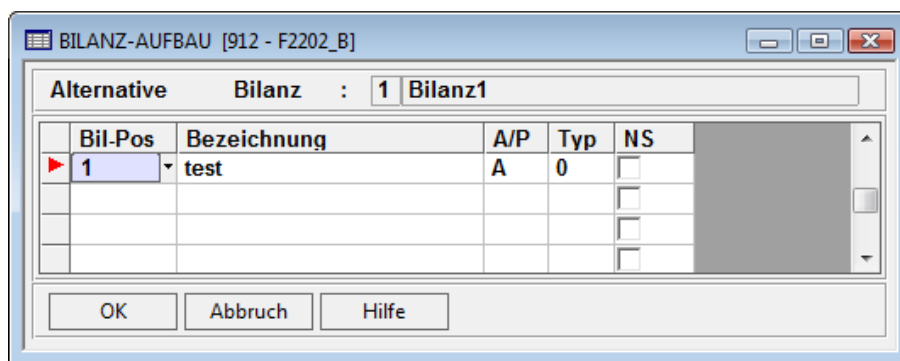 BILANZ-AUFBAU [912 - F2202_B]
Alternative Bilanz : 1 Bilanz1
Bil-Pos Bezeichnung A/P Typ NS
1 test A 0
OK Abbruch Hilfe